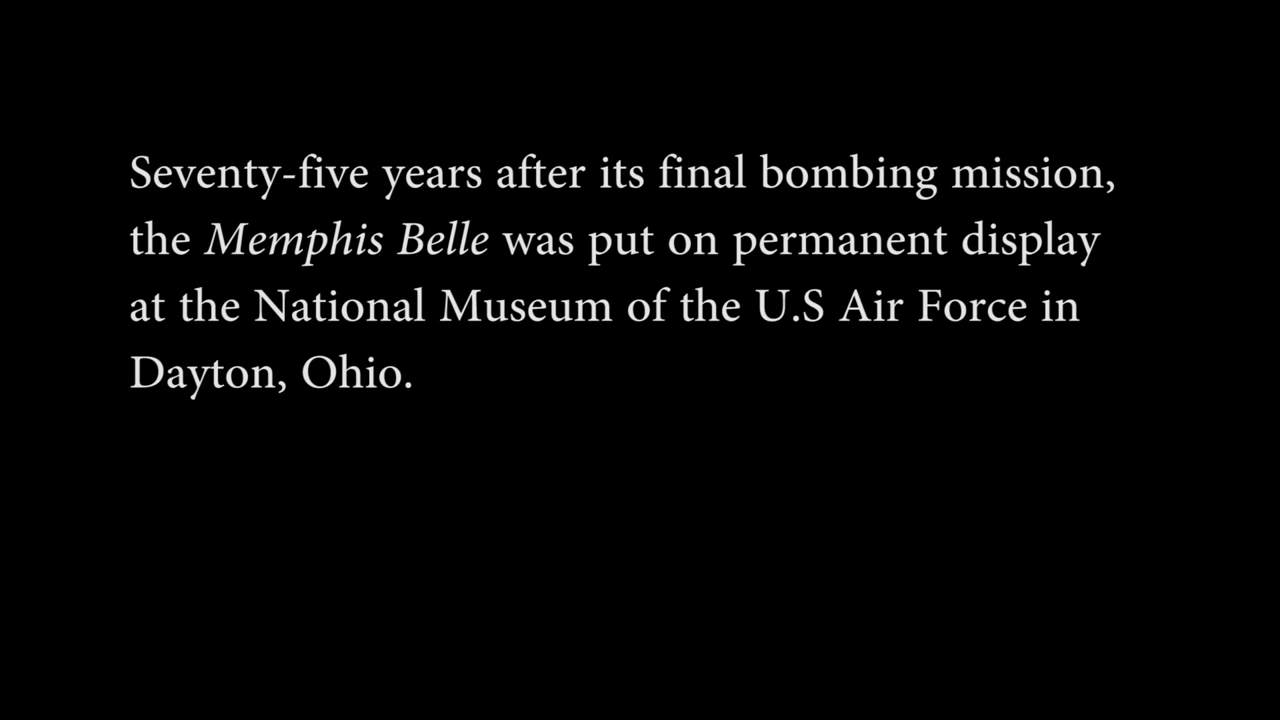 Seventy-five years after its final bombing mission,
the Memphis Belle was put on permanent display
at the National Museum of the U.S Air Force in
Dayton, Ohio.